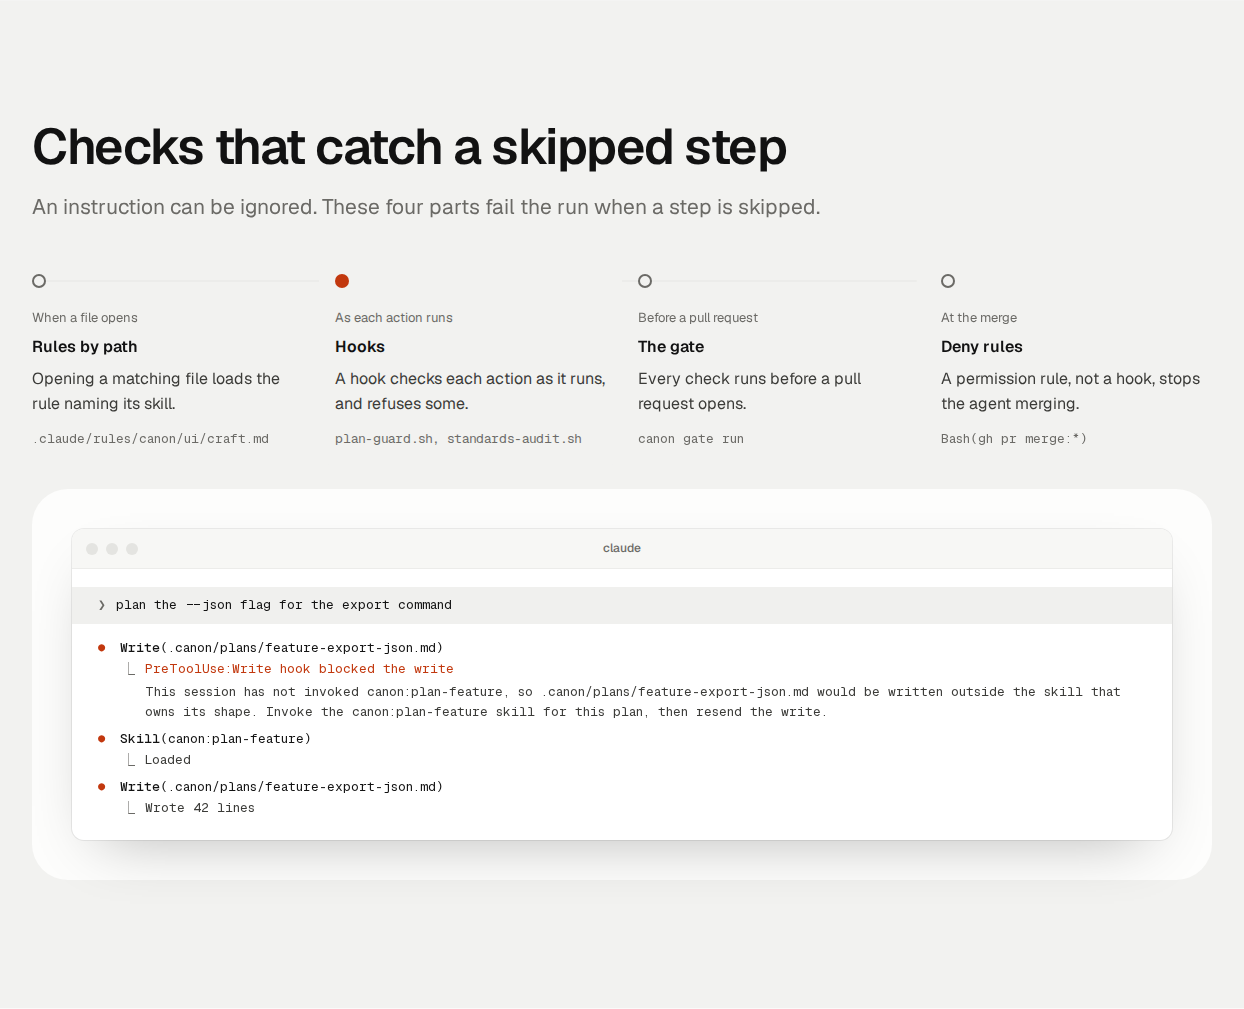 Checks that catch a skipped step
An instruction can be ignored. These four parts fail the run when a step is skipped.
When a file opens
Rules by path
Opening a matching file loads the
rule naming its skill.
.claude/rules/canon/ui/craft.md
As each action runs
Hooks
A hook checks each action as it runs,
and refuses some.
plan-guard.sh, standards-audit.sh
Before a pull request
The gate
Every check runs before a pull
request opens.
canon gate run
At the merge
Deny rules
A permission rule, not a hook, stops
the agent merging.
Bash(gh pr merge:*)
claude
❯ plan the --json flag for the export command
● Write(.canon/plans/feature-export-json.md)
⎿ PreToolUse:Write hook blocked the write
This session has not invoked canon:plan-feature, so .canon/plans/feature-export-json.md would be written outside the skill that
owns its shape. Invoke the canon:plan-feature skill for this plan, then resend the write.
● Skill(canon:plan-feature)
⎿ Loaded
● Write(.canon/plans/feature-export-json.md)
⎿ Wrote 42 lines